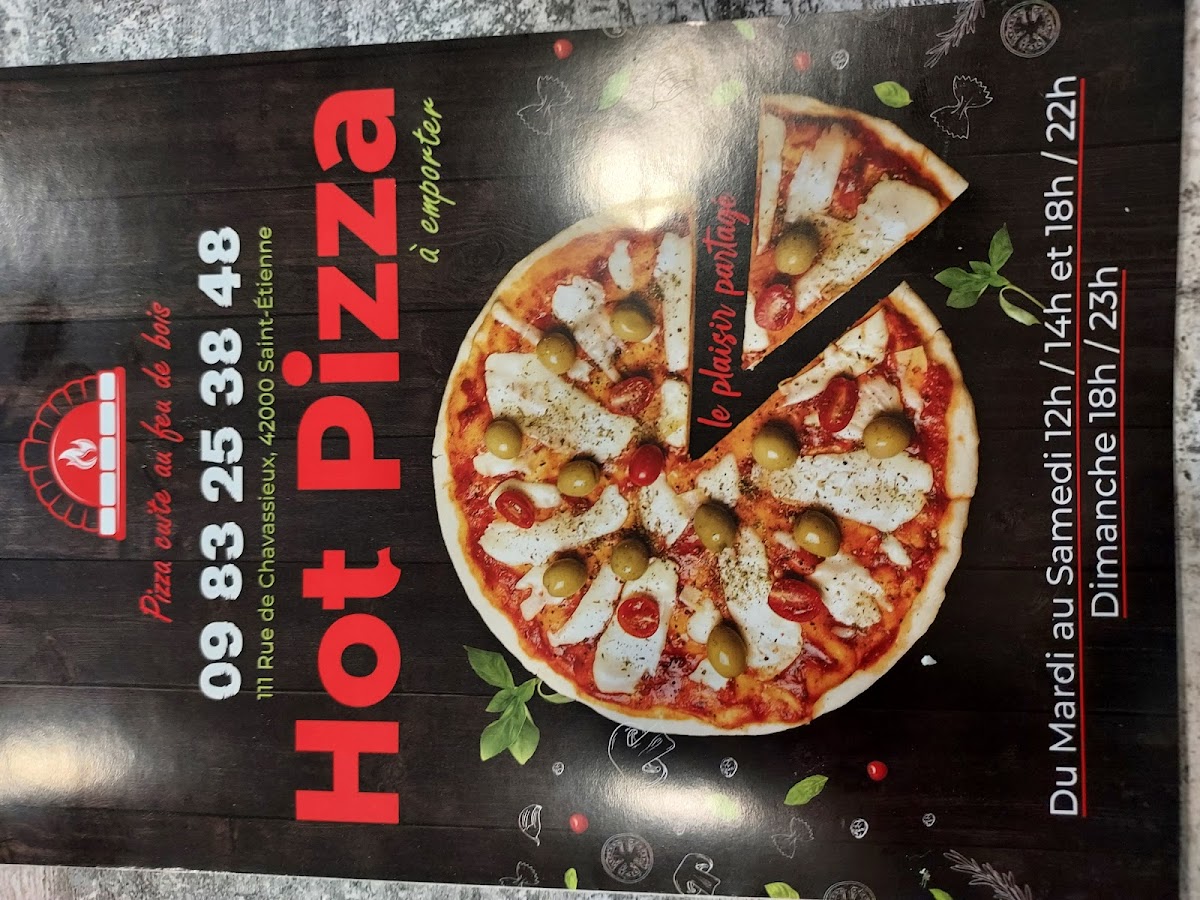 Pizza cuite au feu de bois
09 83 25 38 48
111 Rue de Chavassieux, 42000 Saint-Étienne
Hot Pizza
à emporter
le plaisir partagé
Du Mardi au Samedi 12h / 14h et 18h / 22h
Dimanche 18h / 23h